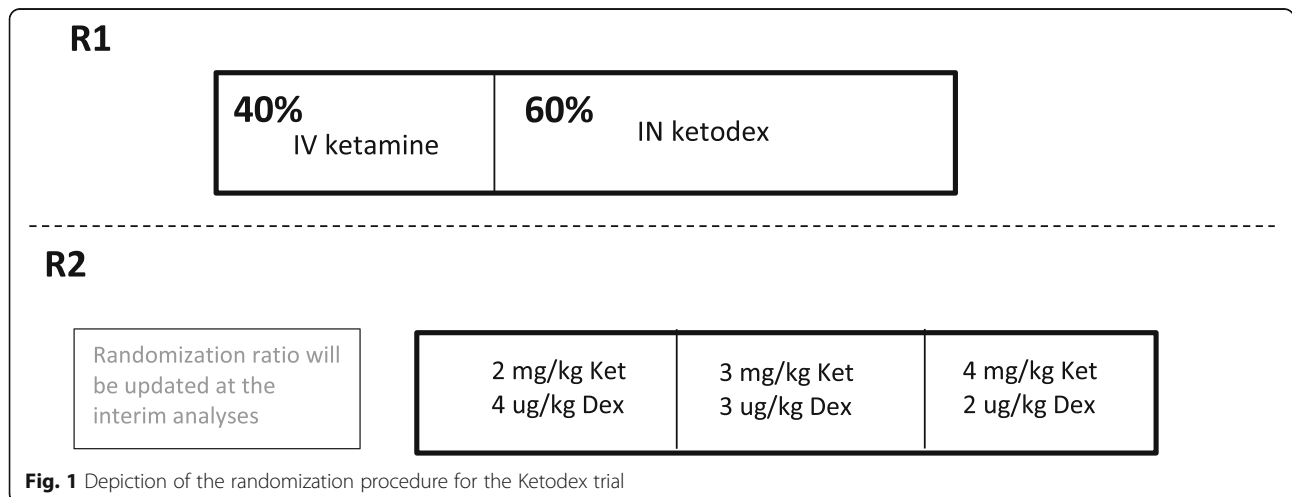 R1
40%
IV ketamine
60%
IN ketodex
R2
Randomization ratio will
be updated at the
interim analyses
2 mg/kg Ket
4 ug/kg Dex
3 mg/kg Ket
3 ug/kg Dex
4 mg/kg Ket
2 ug/kg Dex
Fig. 1 Depiction of the randomization procedure for the Ketodex trial